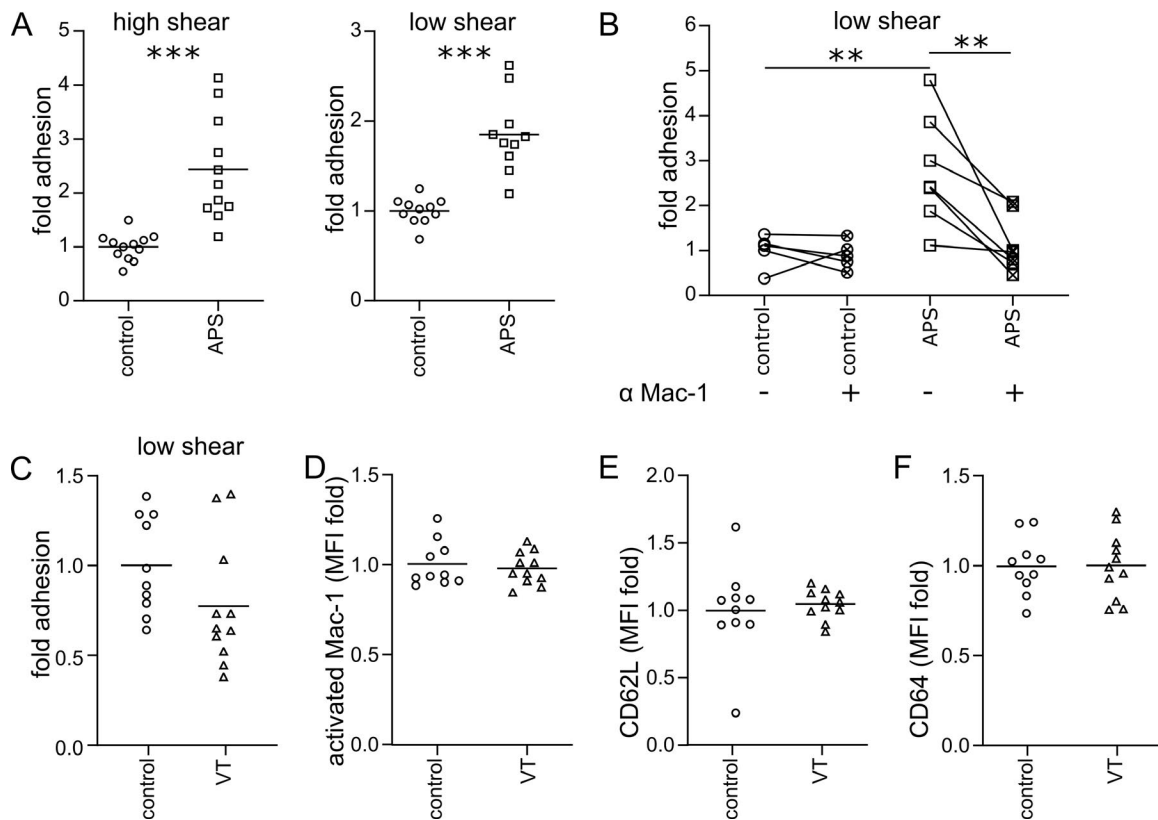 A
high shear
***
fold adhesion
5
4
3
2
1
0
control
APS
low shear
***
fold adhesion
3
2
1
0
control
APS
B
low shear
**
**
fold adhesion
6
5
4
3
2
1
0
control
control
APS
APS
α Mac-1
-
+
-
+
C
low shear
fold adhesion
1.5
1.0
0.5
0.0
control
VT
D
activated Mac-1 (MFI fold)
1.5
1.0
0.5
0.0
control
VT
E
CD62L (MFI fold)
2.0
1.5
1.0
0.5
0.0
control
VT
F
CD64 (MFI fold)
1.5
1.0
0.5
0.0
control
VT